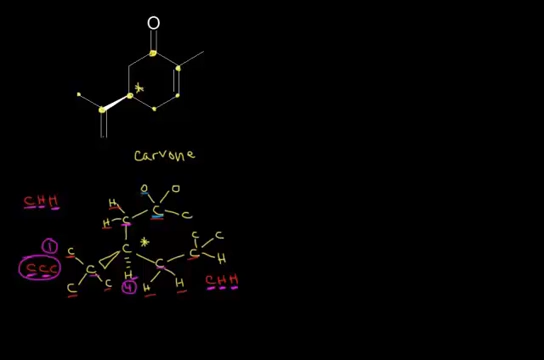 O
*
carvone
H O O
C H H
H C C C
① C * C C
C C C C C H C
C C C H H H C H H
④